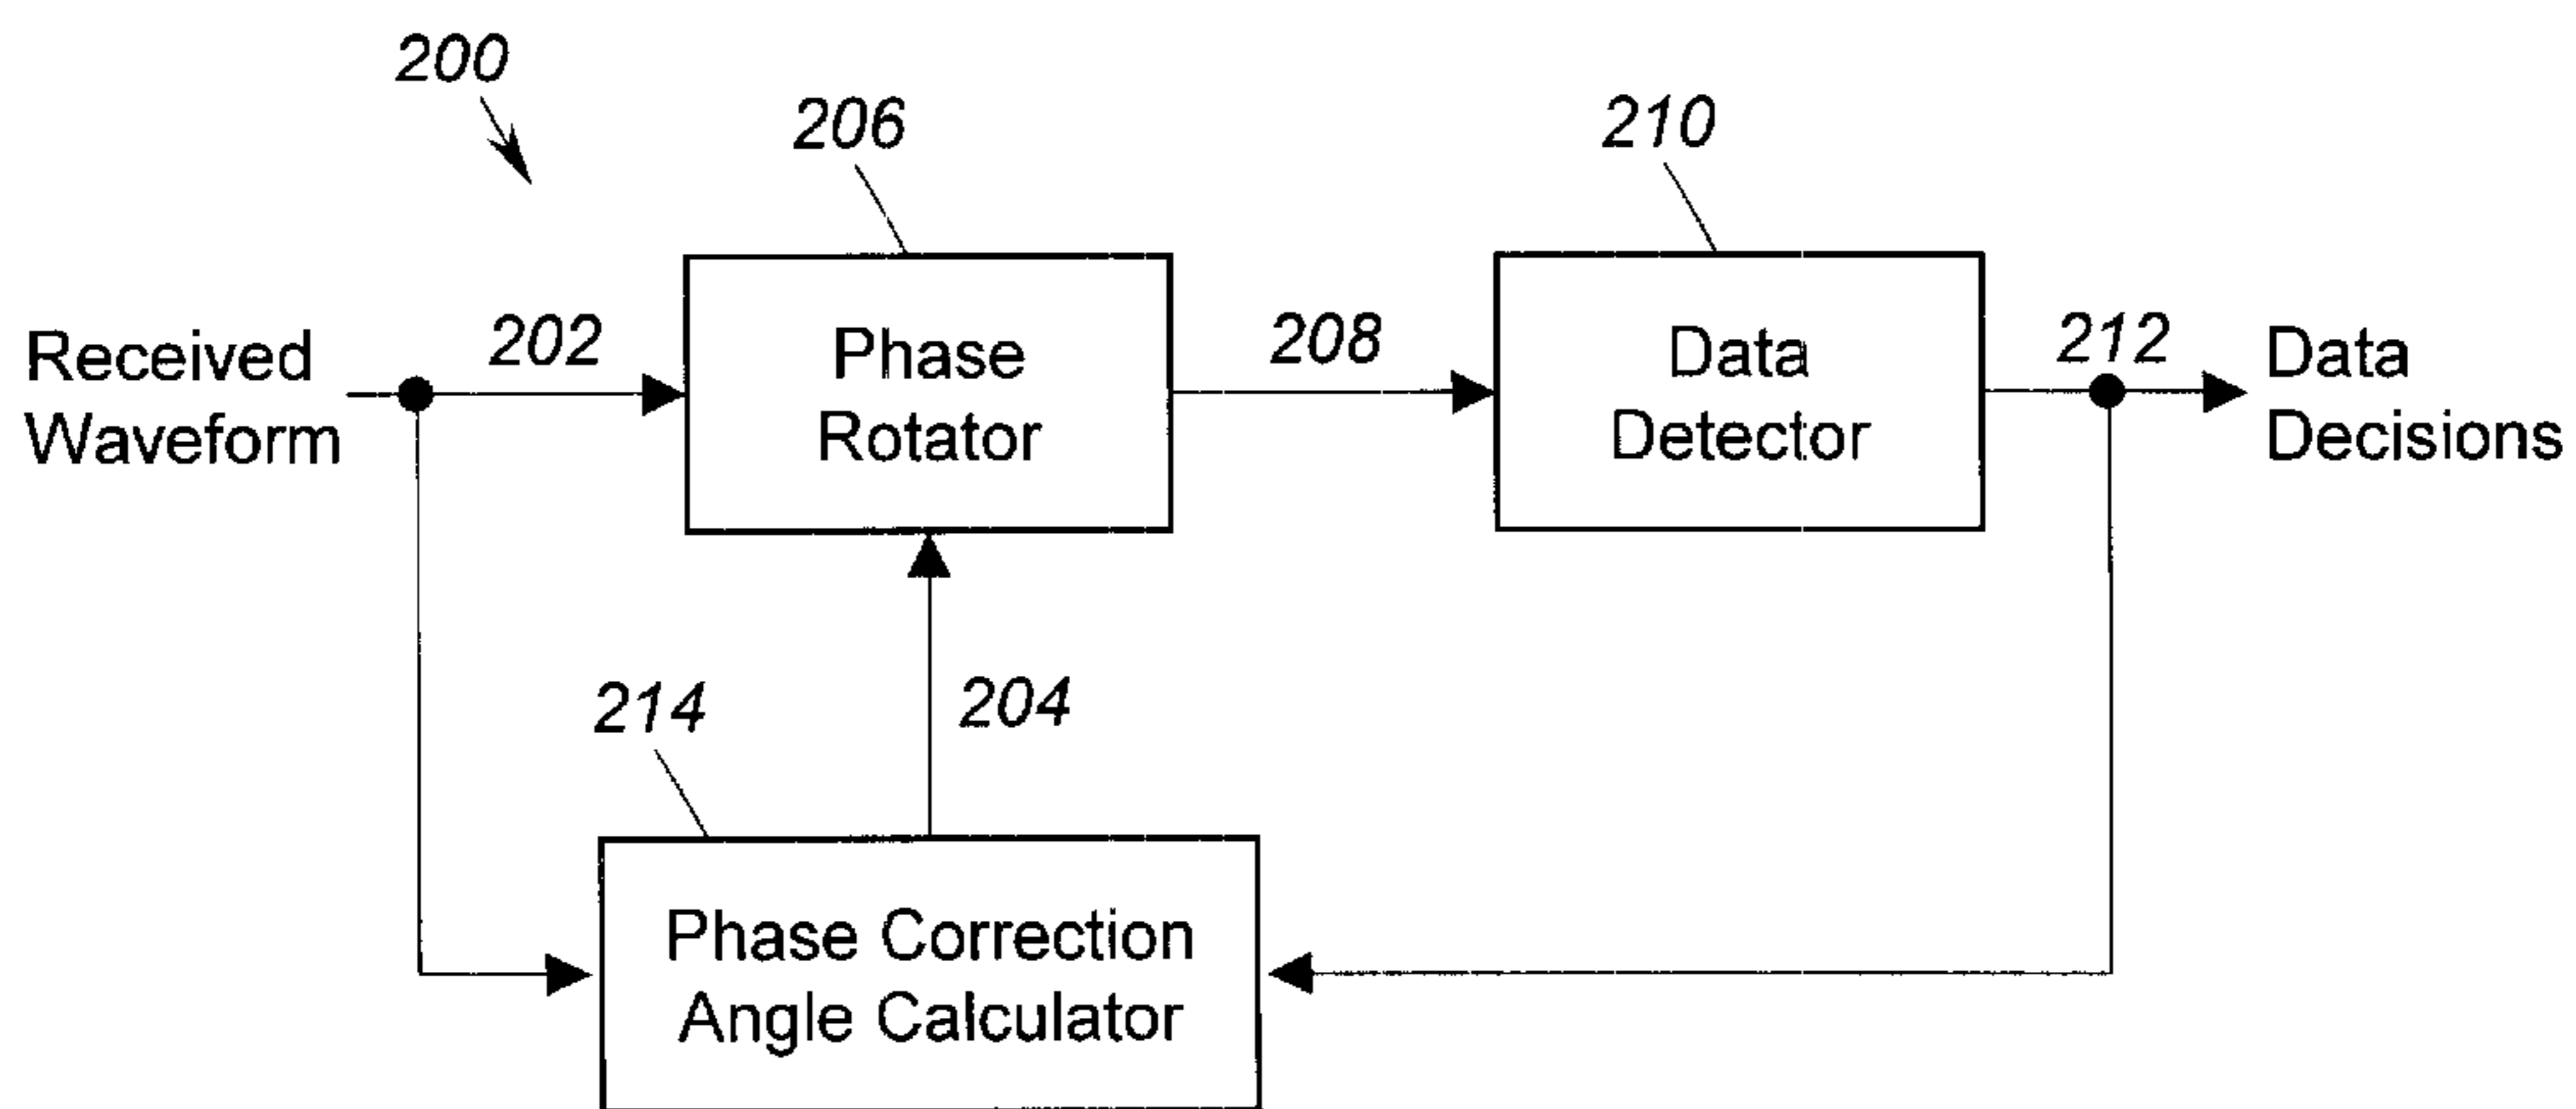 200
206
210
Received
Waveform
202
Phase
Rotator
208
Data
Detector
212
Data
Decisions
214
204
Phase Correction
Angle Calculator